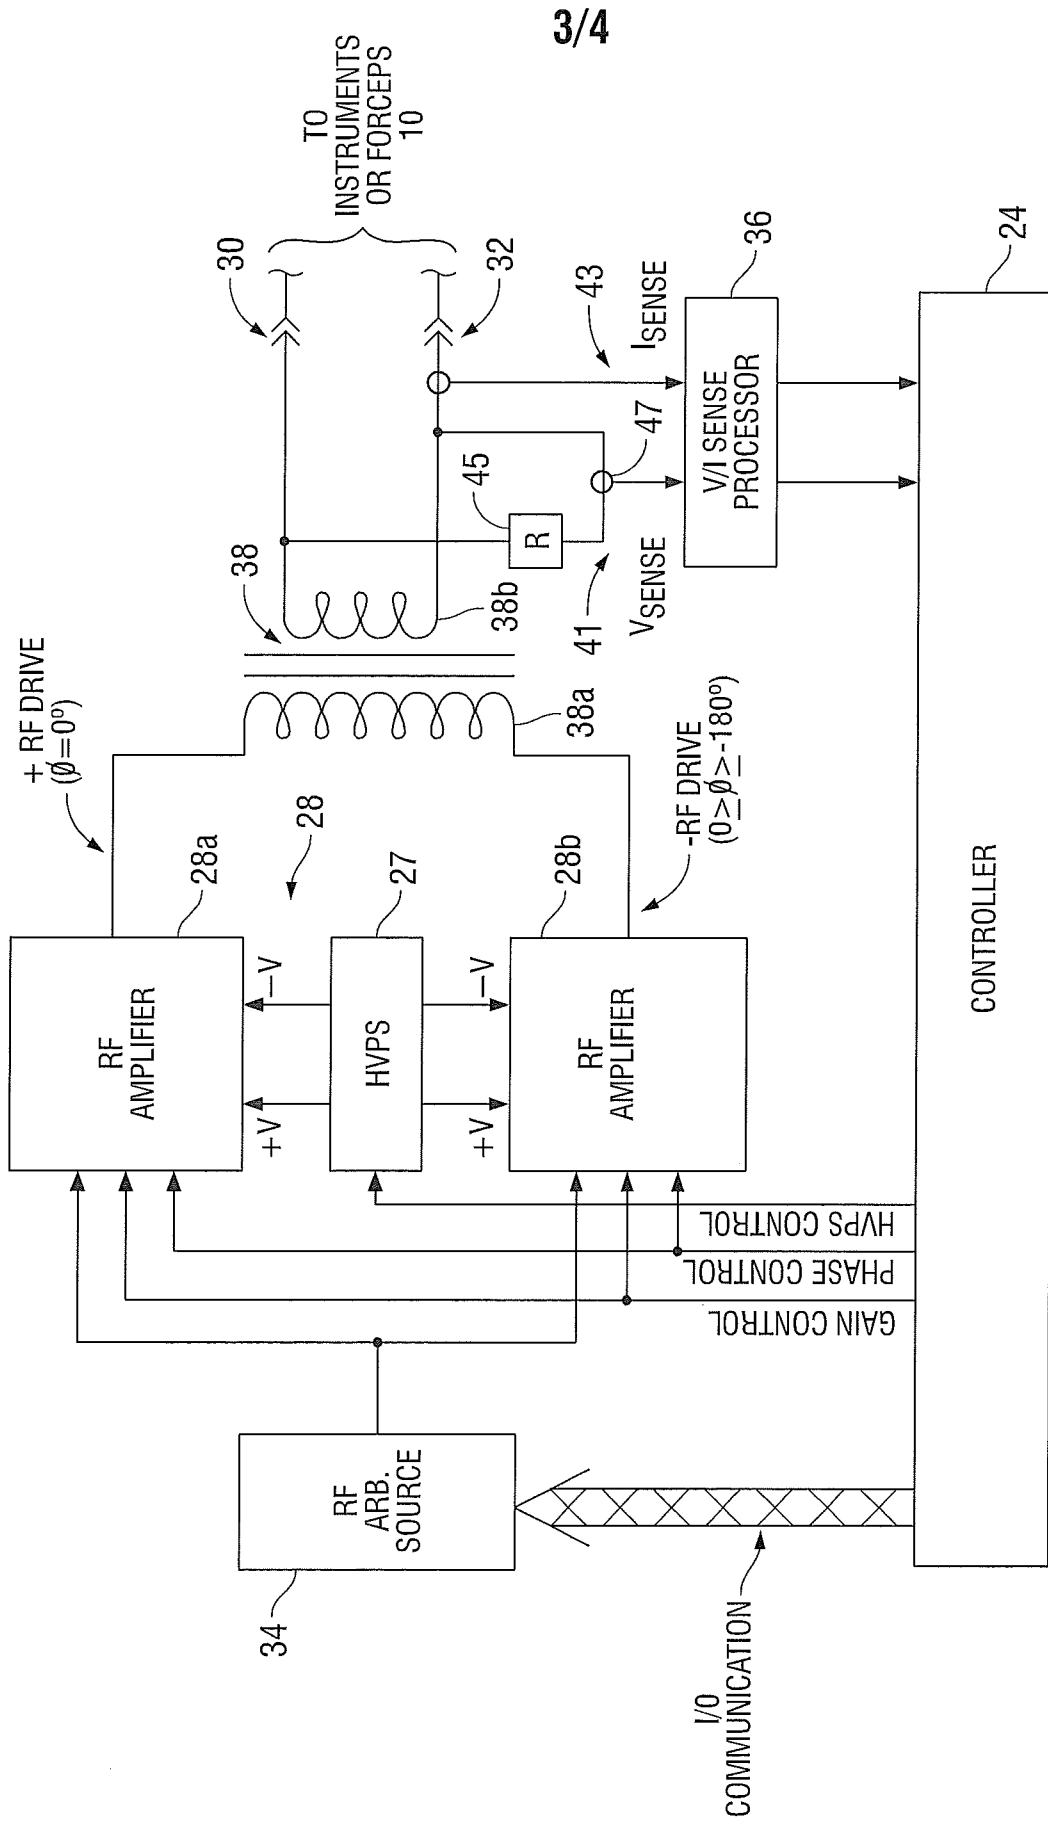 3/4
+ RF DRIVE
(ø=0º)
28a
RF
AMPLIFIER
+V
−V
28
HVPS
27
+V
−V
RF
AMPLIFIER
28b
-RF DRIVE
(0≥ø≥-180º)
38
38a
38b
30
32
TO
INSTRUMENTS
OR FORCEPS
10
45
R
41
VSENSE
47
43
ISENSE
V/I SENSE
PROCESSOR
36
RF
ARB.
SOURCE
34
GAIN CONTROL
PHASE CONTROL
HVPS CONTROL
I/O
COMMUNICATION
CONTROLLER
24